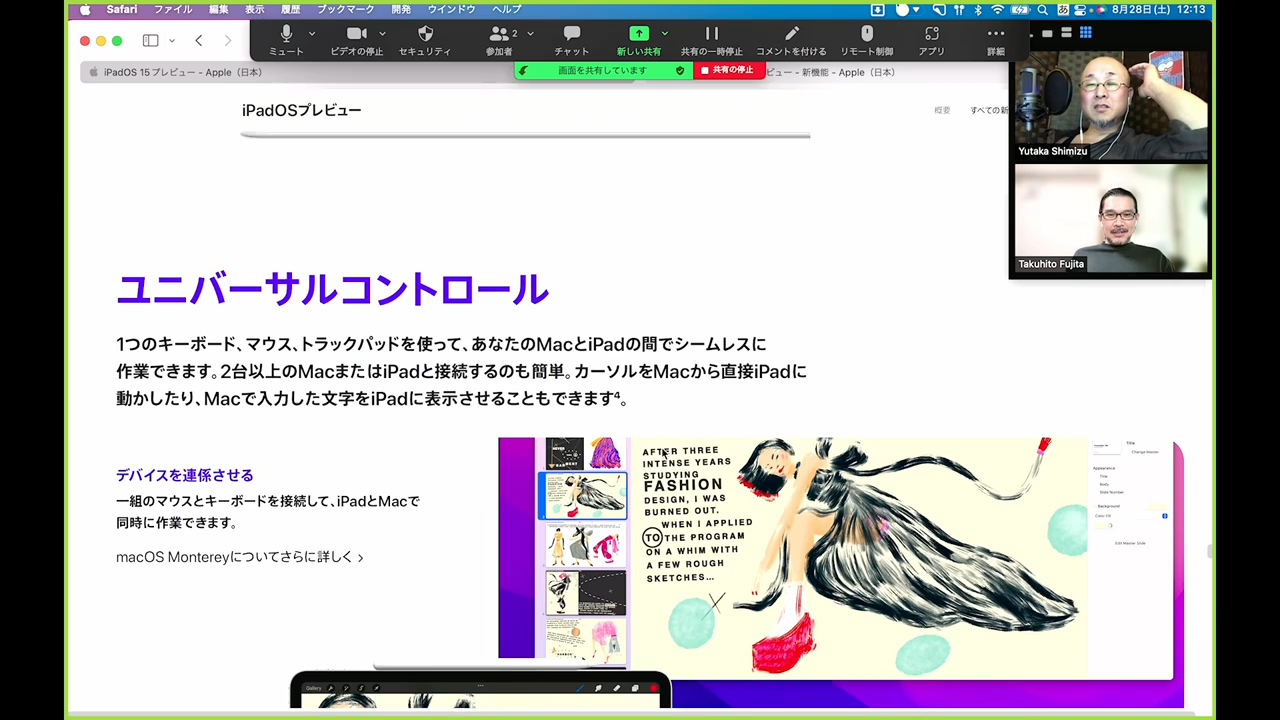 Safari ファイル 編集 表示 履歴 ブックマーク 開発 ウインドウ ヘルプ
あ 8月28日(土) 12:13
ミュート ビデオの停止 セキュリティ 参加者 2 チャット 新しい共有 共有の一時停止 コメントを付ける リモート制御 アプリ 詳細
画面を共有しています 共有の停止
iPadOS 15プレビュー - Apple(日本)
ビュー - 新機能 - Apple(日本)
iPadOSプレビュー
概要 すべての新
Yutaka Shimizu
Takuhito Fujita
ユニバーサルコントロール
1つのキーボード、マウス、トラックパッドを使って、あなたのMacとiPadの間でシームレスに
作業できます。2台以上のMacまたはiPadと接続するのも簡単。カーソルをMacから直接iPadに
動かしたり、Macで入力した文字をiPadに表示させることもできます⁴。
デバイスを連係させる
一組のマウスとキーボードを接続して、iPadとMacで
同時に作業できます。
macOS Montereyについてさらに詳しく >
AFTER THREE
INTENSE YEARS
STUDYING
FASHION
DESIGN, I WAS
BURNED OUT.
WHEN I APPLIED
TO THE PROGRAM
ON A WHIM WITH
A FEW ROUGH
SKETCHES...
Title
Change Master
Appearance
Title
Body
Slide Number
Background
Color Fill
Edit Master Slide
Gallery